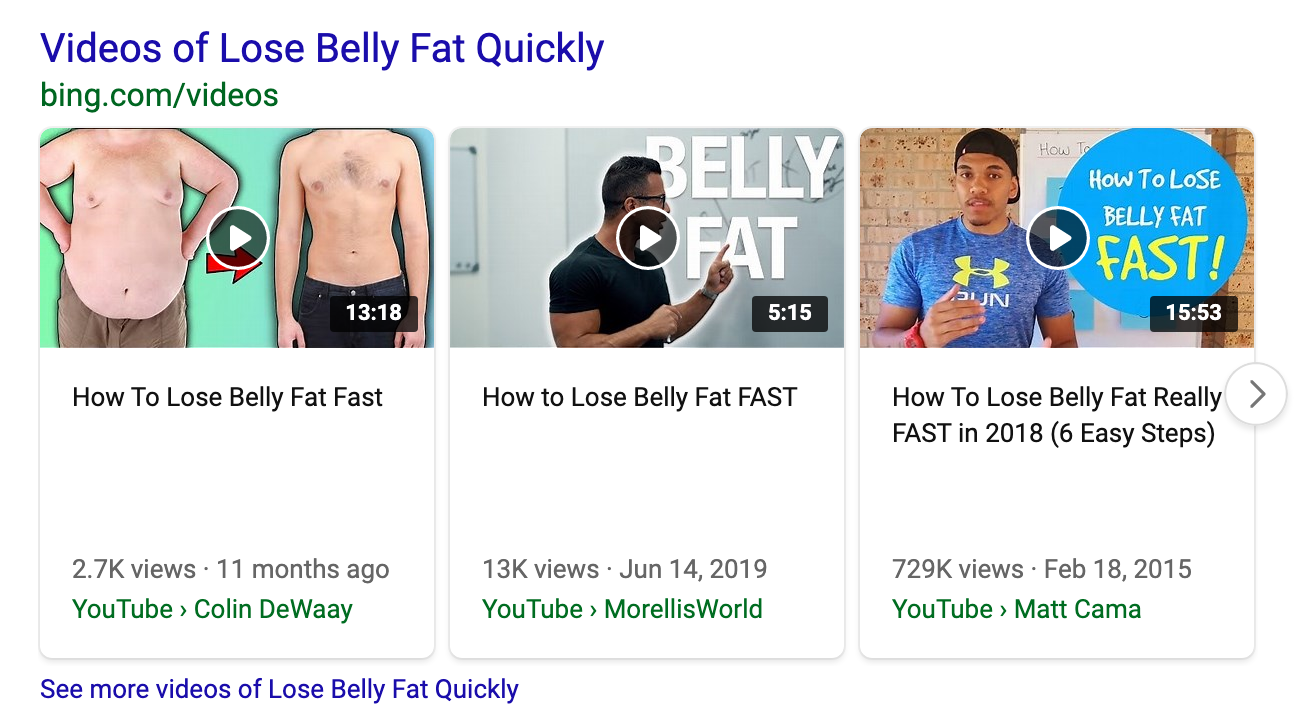 Videos of Lose Belly Fat Quickly
bing.com/videos
13:18
BELLY
FAT
5:15
How To
HOW TO LOSE
BELLY FAT
FAST!
RUN
15:53
How To Lose Belly Fat Fast
How to Lose Belly Fat FAST
How To Lose Belly Fat Really
FAST in 2018 (6 Easy Steps)
2.7K views · 11 months ago
YouTube › Colin DeWaay
13K views · Jun 14, 2019
YouTube › MorellisWorld
729K views · Feb 18, 2015
YouTube › Matt Cama
See more videos of Lose Belly Fat Quickly